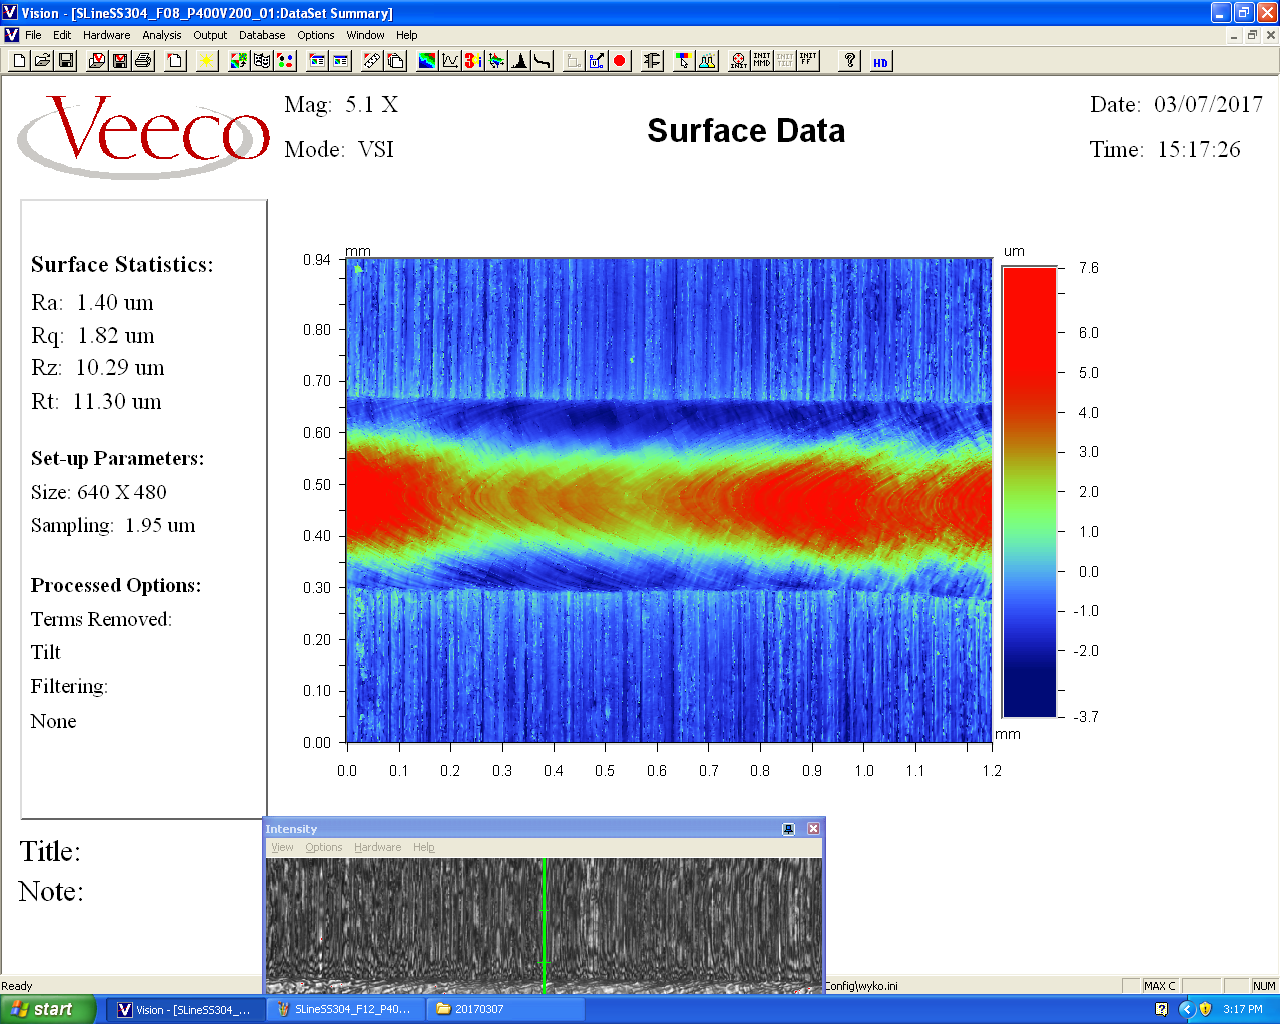 Vision - [SLineSS304_F08_P400V200_01:DataSet Summary]
File Edit Hardware Analysis Output Database Options Window Help
INIT INIT MMD INIT TILT INIT FF ? HD
Veeco
Mag: 5.1 X
Mode: VSI
Surface Data
Date: 03/07/2017
Time: 15:17:26
Surface Statistics:
Ra: 1.40 um
Rq: 1.82 um
Rz: 10.29 um
Rt: 11.30 um
Set-up Parameters:
Size: 640 X 480
Sampling: 1.95 um
Processed Options:
Terms Removed:
Tilt
Filtering:
None
Title:
Note:
mm
0.94
0.80
0.70
0.60
0.50
0.40
0.30
0.20
0.10
0.00
0.0 0.1 0.2 0.3 0.4 0.5 0.6 0.7 0.8 0.9 1.0 1.1 1.2
mm
um
7.6
6.0
5.0
4.0
3.0
2.0
1.0
0.0
-1.0
-2.0
-3.7
Intensity
View Options Hardware Help
Ready
Config\wyko.ini
MAX C
NUM
start
Vision - [SLineSS304_...
SLineSS304_F12_P40...
20170307
3:17 PM